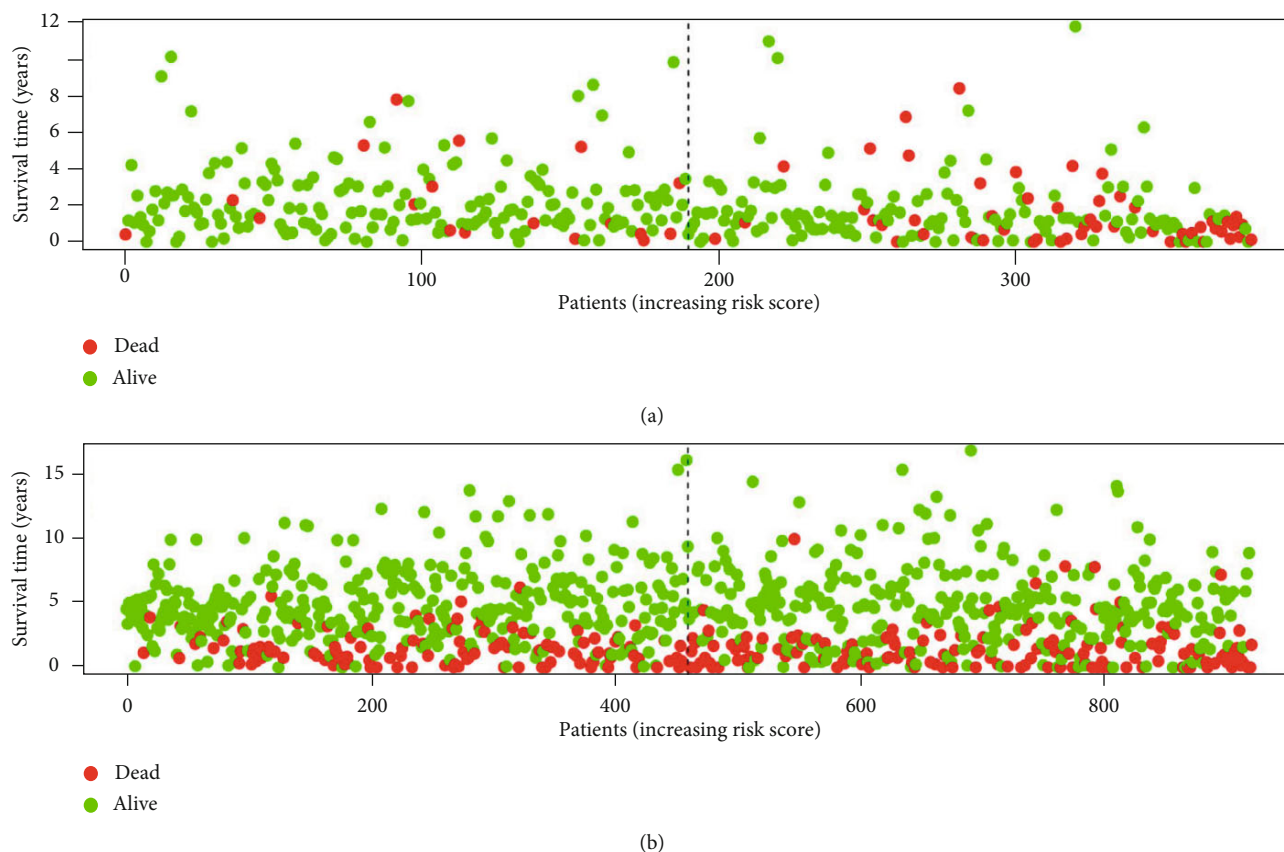 12
8
6
4
2
0
Survival time (years)
0
100
200
300
Patients (increasing risk score)
Dead
Alive
(a)
15
10
5
0
Survival time (years)
0
200
400
600
800
Patients (increasing risk score)
Dead
Alive
(b)